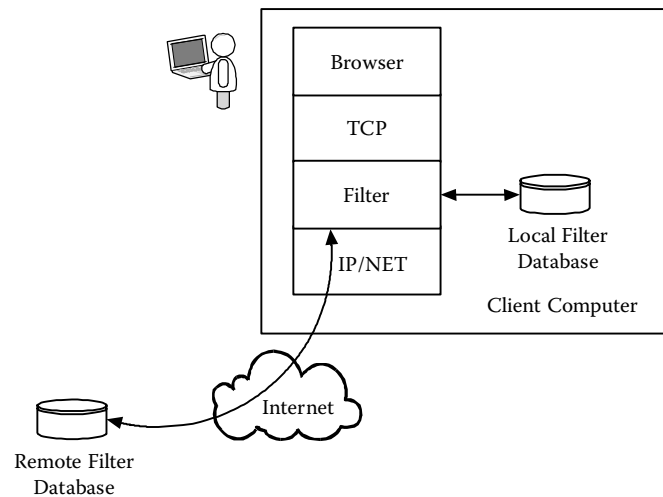 Browser
TCP
Filter
IP/NET
Local Filter
Database
Client Computer
Internet
Remote Filter
Database